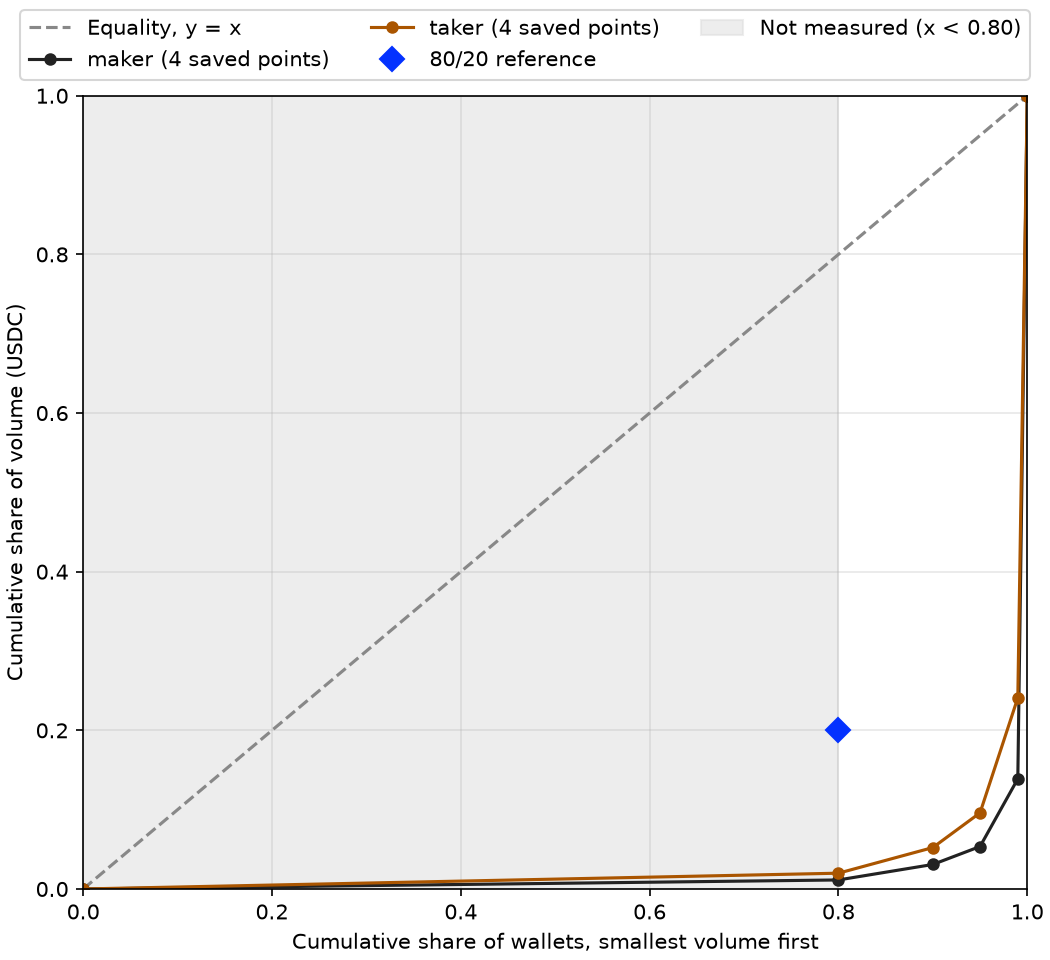 Equality, y = x
maker (4 saved points)
taker (4 saved points)
80/20 reference
Not measured (x < 0.80)
1.0
0.8
0.6
0.4
0.2
0.0
Cumulative share of volume (USDC)
0.0 0.2 0.4 0.6 0.8 1.0
Cumulative share of wallets, smallest volume first